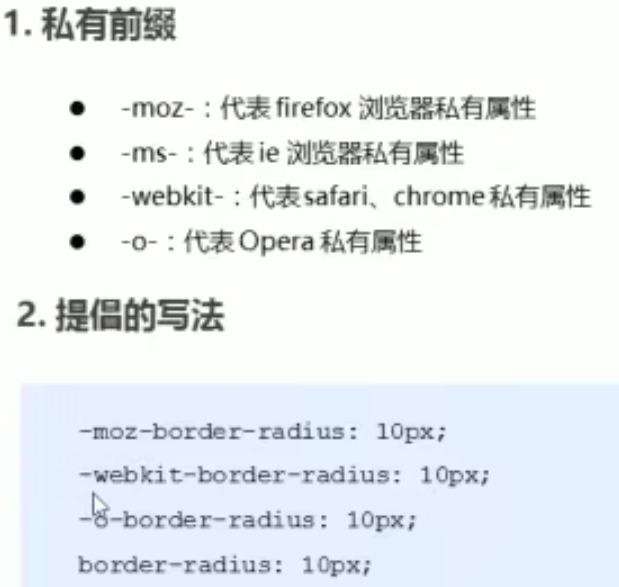 1. 私有前缀
● -moz-：代表 firefox 浏览器私有属性
● -ms-：代表 ie 浏览器私有属性
● -webkit-：代表 safari、chrome 私有属性
● -o-：代表 Opera 私有属性
2. 提倡的写法
-moz-border-radius: 10px;
-webkit-border-radius: 10px;
-o-border-radius: 10px;
border-radius: 10px;